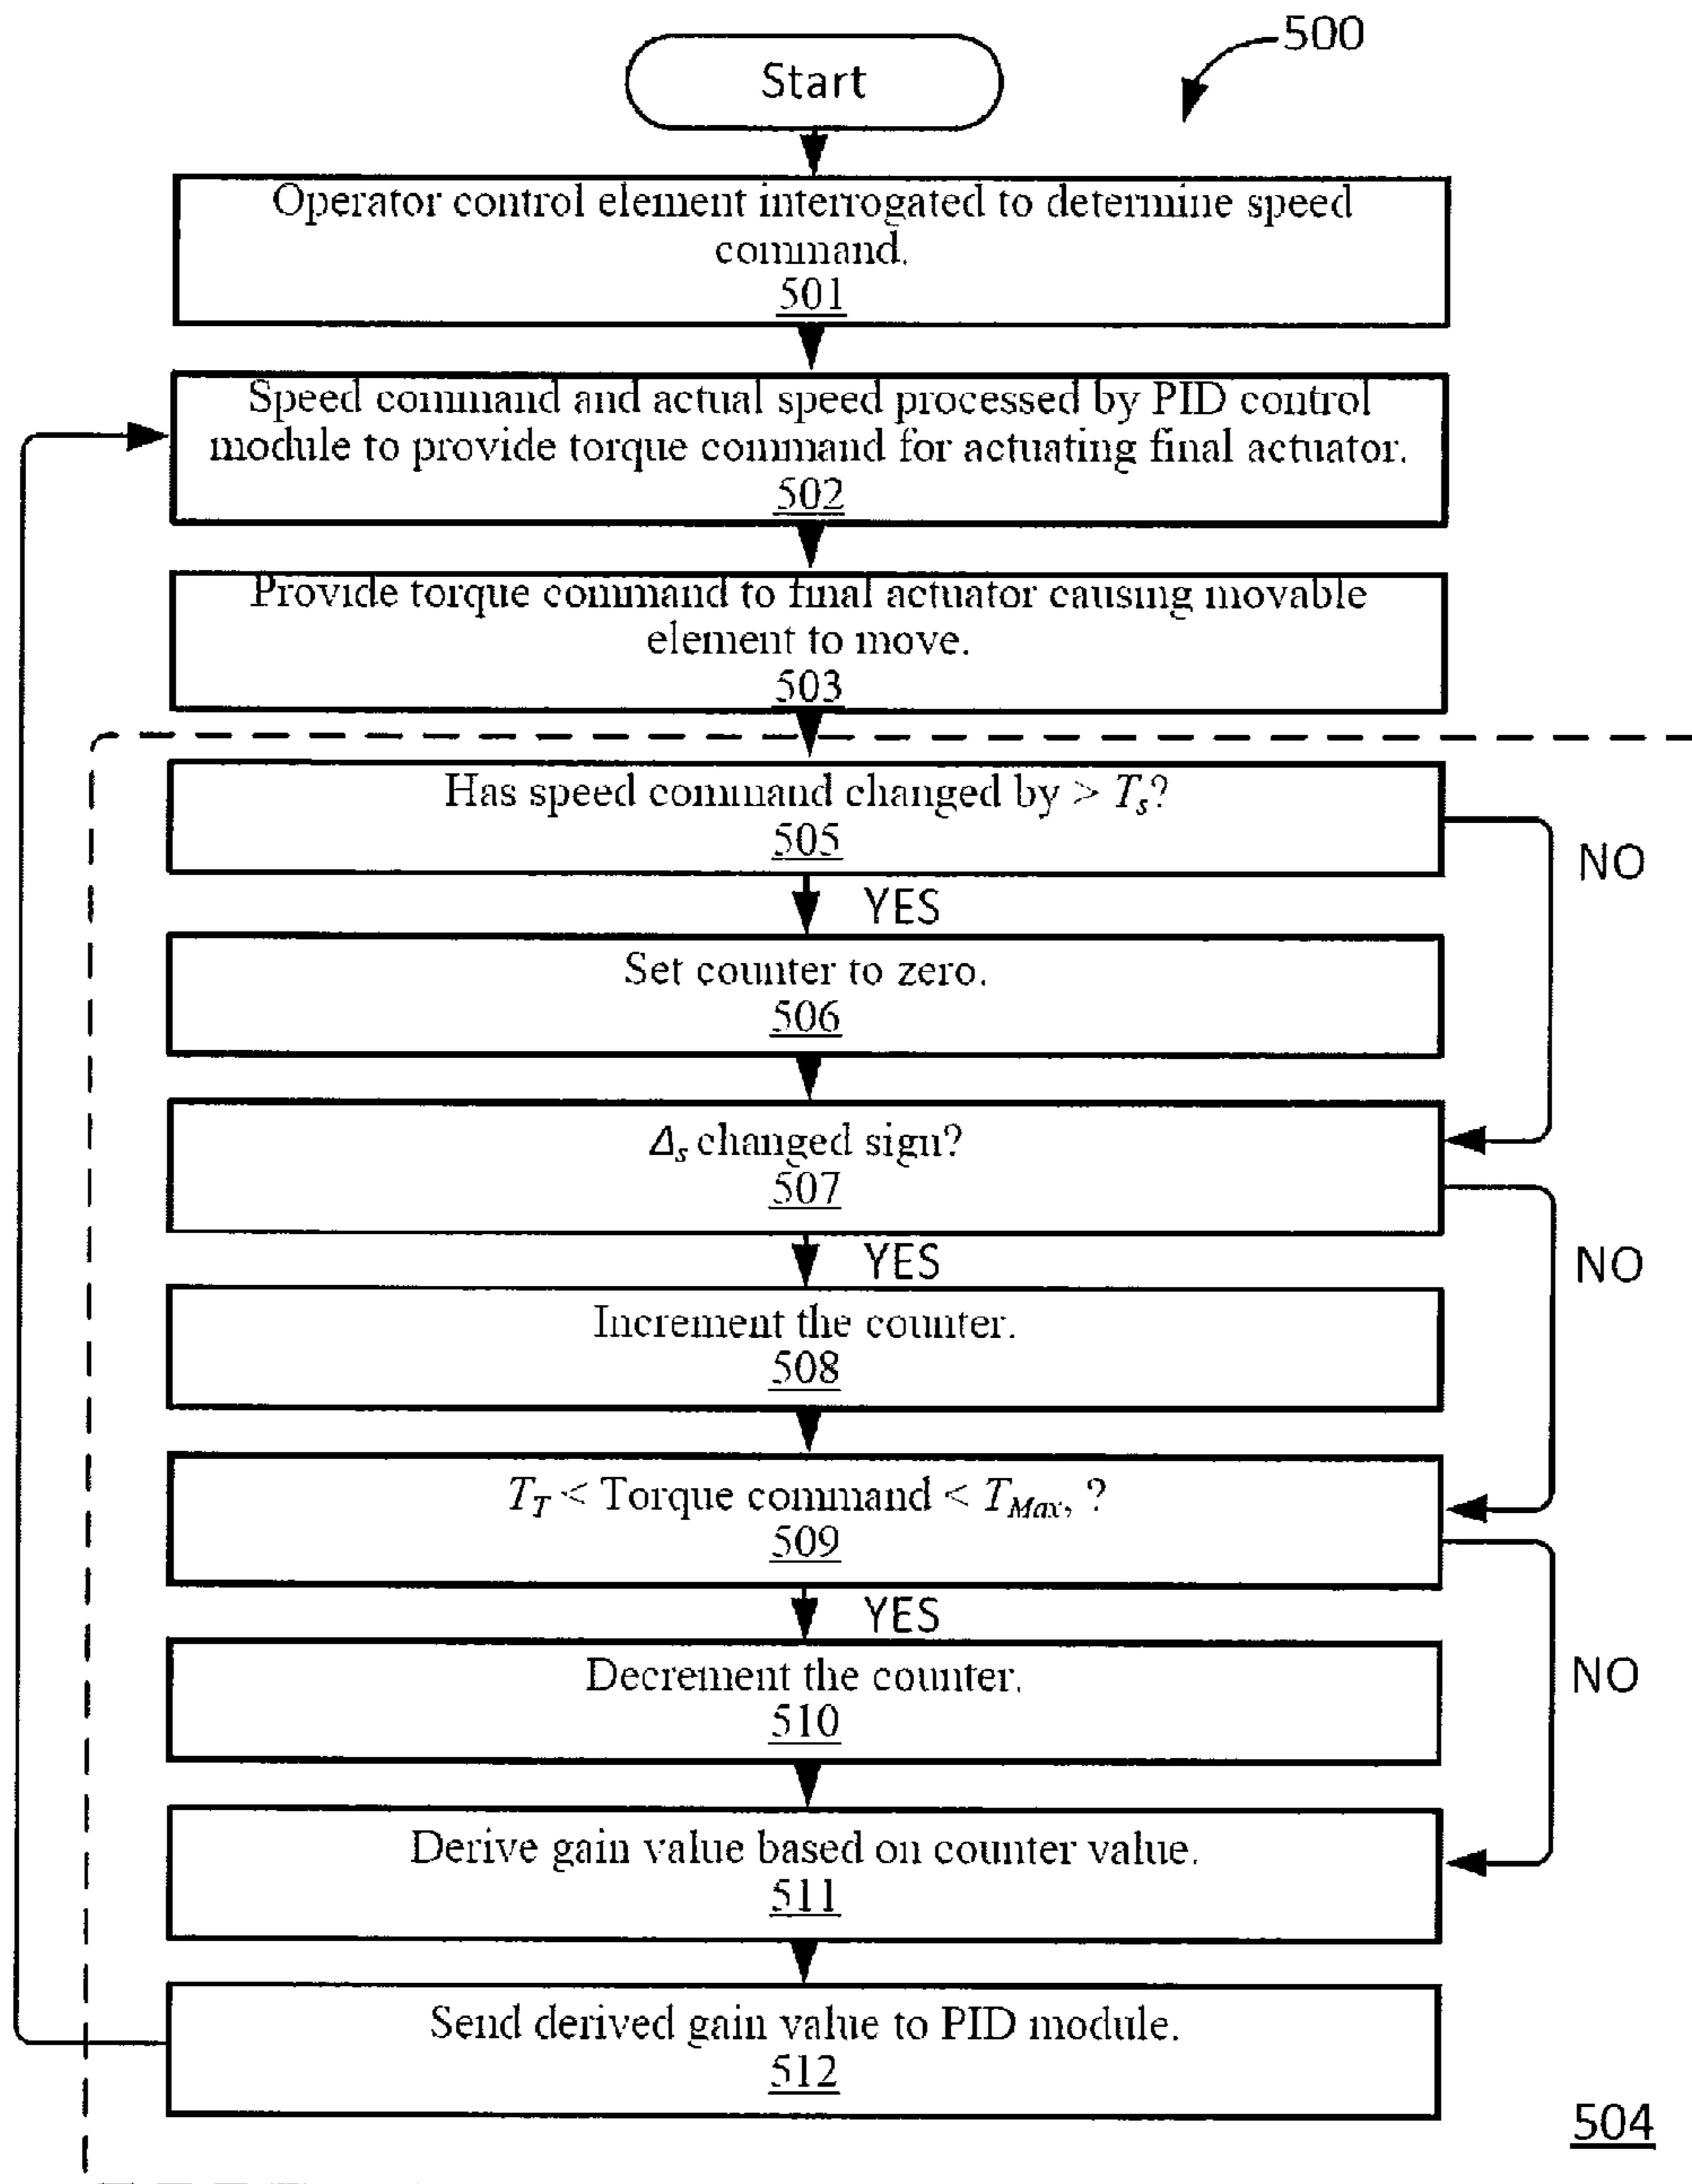 500
Start
Operator control element interrogated to determine speed
command.
501
Speed command and actual speed processed by PID control
module to provide torque command for actuating final actuator.
502
Provide torque command to final actuator causing movable
element to move.
503
Has speed command changed by > Ts?
505
NO
YES
Set counter to zero.
506
Δs changed sign?
507
YES
NO
Increment the counter.
508
TT < Torque command < TMax, ?
509
YES
Decrement the counter.
510
NO
Derive gain value based on counter value.
511
Send derived gain value to PID module.
512
504